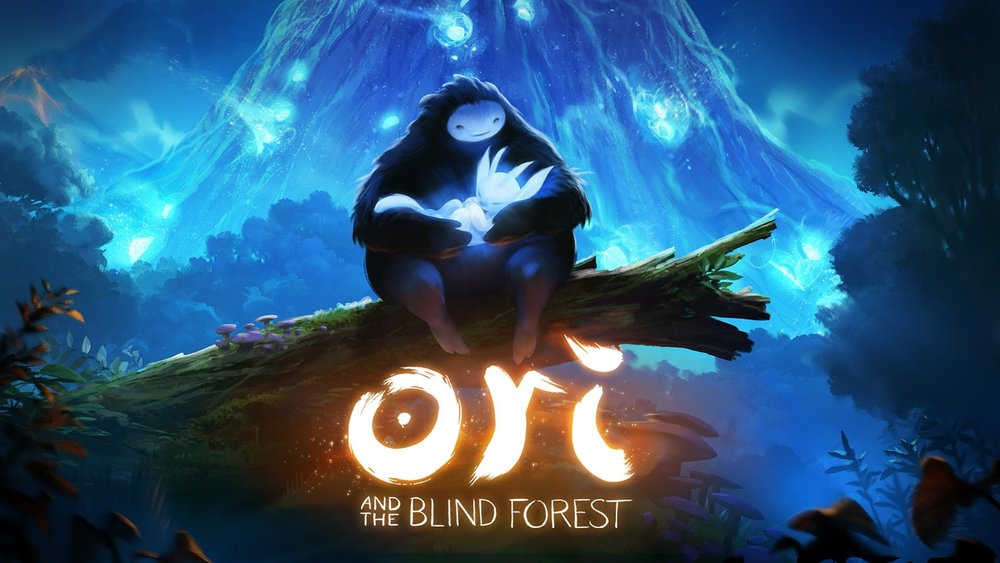 ori
AND THE BLIND FOREST